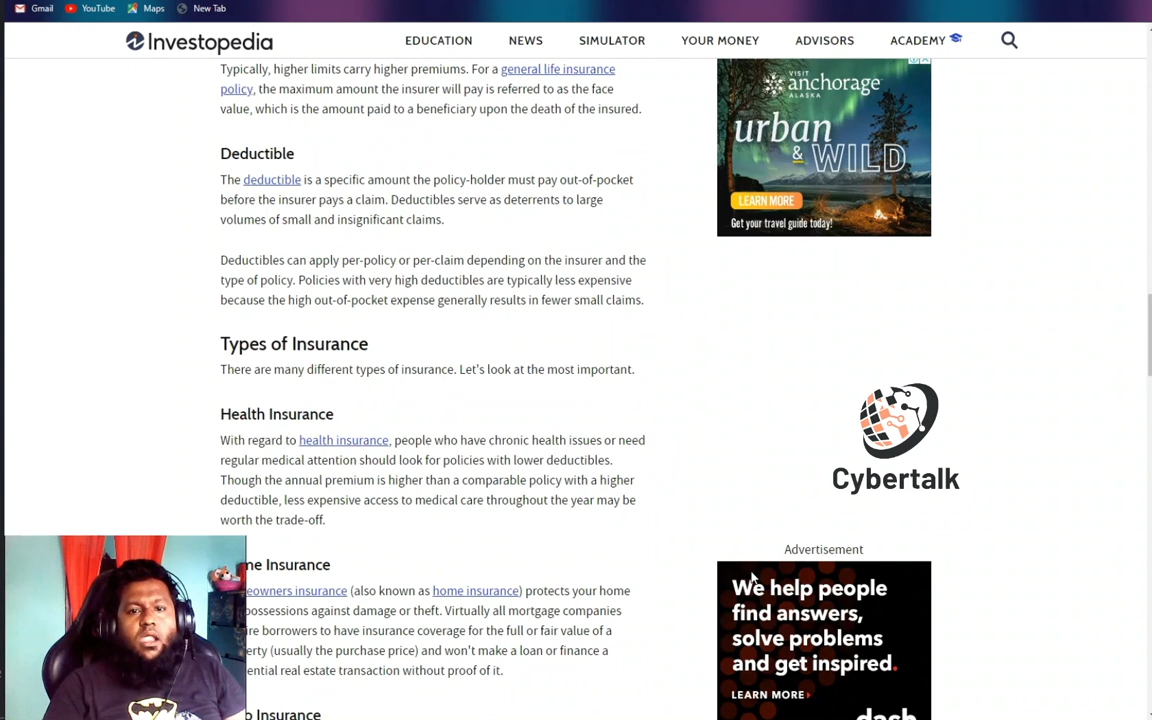 Gmail
YouTube
Maps
New Tab
Investopedia
EDUCATION
NEWS
SIMULATOR
YOUR MONEY
ADVISORS
ACADEMY
Typically, higher limits carry higher premiums. For a general life insurance
policy, the maximum amount the insurer will pay is referred to as the face
value, which is the amount paid to a beneficiary upon the death of the insured.
Deductible
The deductible is a specific amount the policy-holder must pay out-of-pocket
before the insurer pays a claim. Deductibles serve as deterrents to large
volumes of small and insignificant claims.
Deductibles can apply per-policy or per-claim depending on the insurer and the
type of policy. Policies with very high deductibles are typically less expensive
because the high out-of-pocket expense generally results in fewer small claims.
Types of Insurance
There are many different types of insurance. Let's look at the most important.
Health Insurance
With regard to health insurance, people who have chronic health issues or need
regular medical attention should look for policies with lower deductibles.
Though the annual premium is higher than a comparable policy with a higher
deductible, less expensive access to medical care throughout the year may be
worth the trade-off.
me Insurance
eowners insurance (also known as home insurance) protects your home
possessions against damage or theft. Virtually all mortgage companies
ire borrowers to have insurance coverage for the full or fair value of a
erty (usually the purchase price) and won't make a loan or finance a
ential real estate transaction without proof of it.
o Insurance
VISIT
anchorage
ALASKA
urban
& WILD
LEARN MORE
Get your travel guide today!
Cybertalk
Advertisement
We help people
find answers,
solve problems
and get inspired.
LEARN MORE
dash